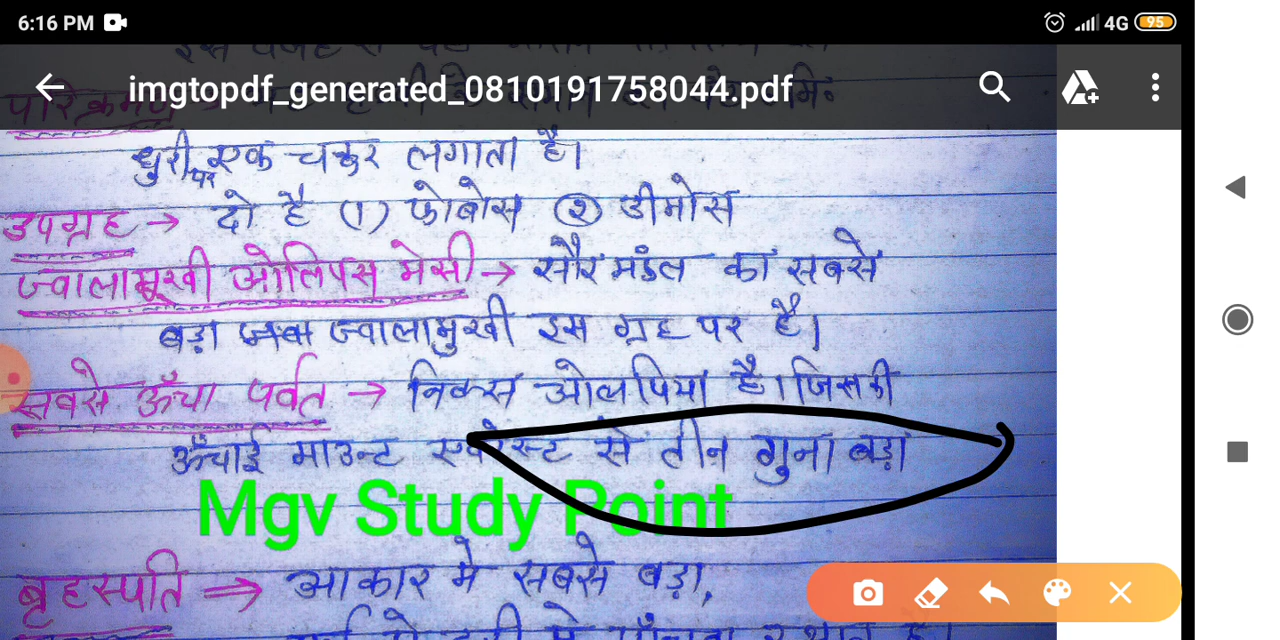 6:16 PM
4G 95
imgtopdf_generated_0810191758044.pdf
परिक्रमण
धुरी पर एक चक्कर लगाता है।
उपग्रह → दो है (1) फोबोस (2) डीमोस
ज्वालामूखी ओलिपस मेसी → सौर मंडल का सबसे
बड़ा ज्वालामुखी इस ग्रह पर है।
सबसे ऊँचा पर्वत → निक्स ओलपिया है। जिसकी
ऊँचाई माउन्ट एवरेस्ट से तीन गुना बड़ा
Mgv Study Point
बृहस्पति ⇒ आकार मे सबसे बड़ा,